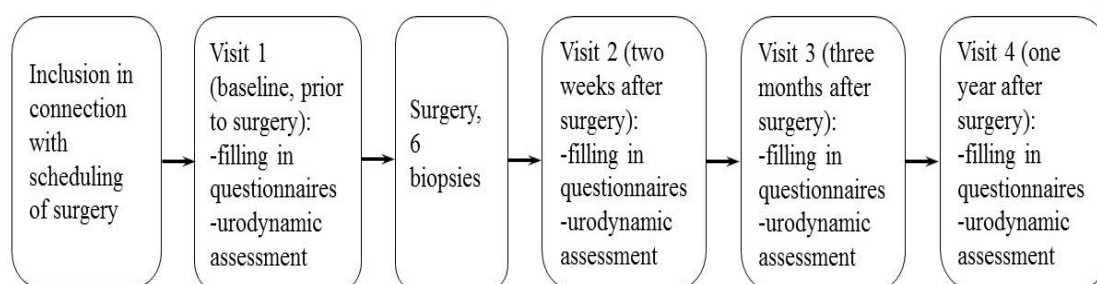 Inclusion in
connection
with
scheduling
of surgery
Visit 1
(baseline, prior
to surgery):
-filling in
questionnaires
-urodynamic
assessment
Surgery,
6
biopsies
Visit 2 (two
weeks after
surgery):
-filling in
questionnaires
-urodynamic
assessment
Visit 3 (three
months after
surgery):
-filling in
questionnaires
-urodynamic
assessment
Visit 4 (one
year after
surgery):
-filling in
questionnaires
-urodynamic
assessment